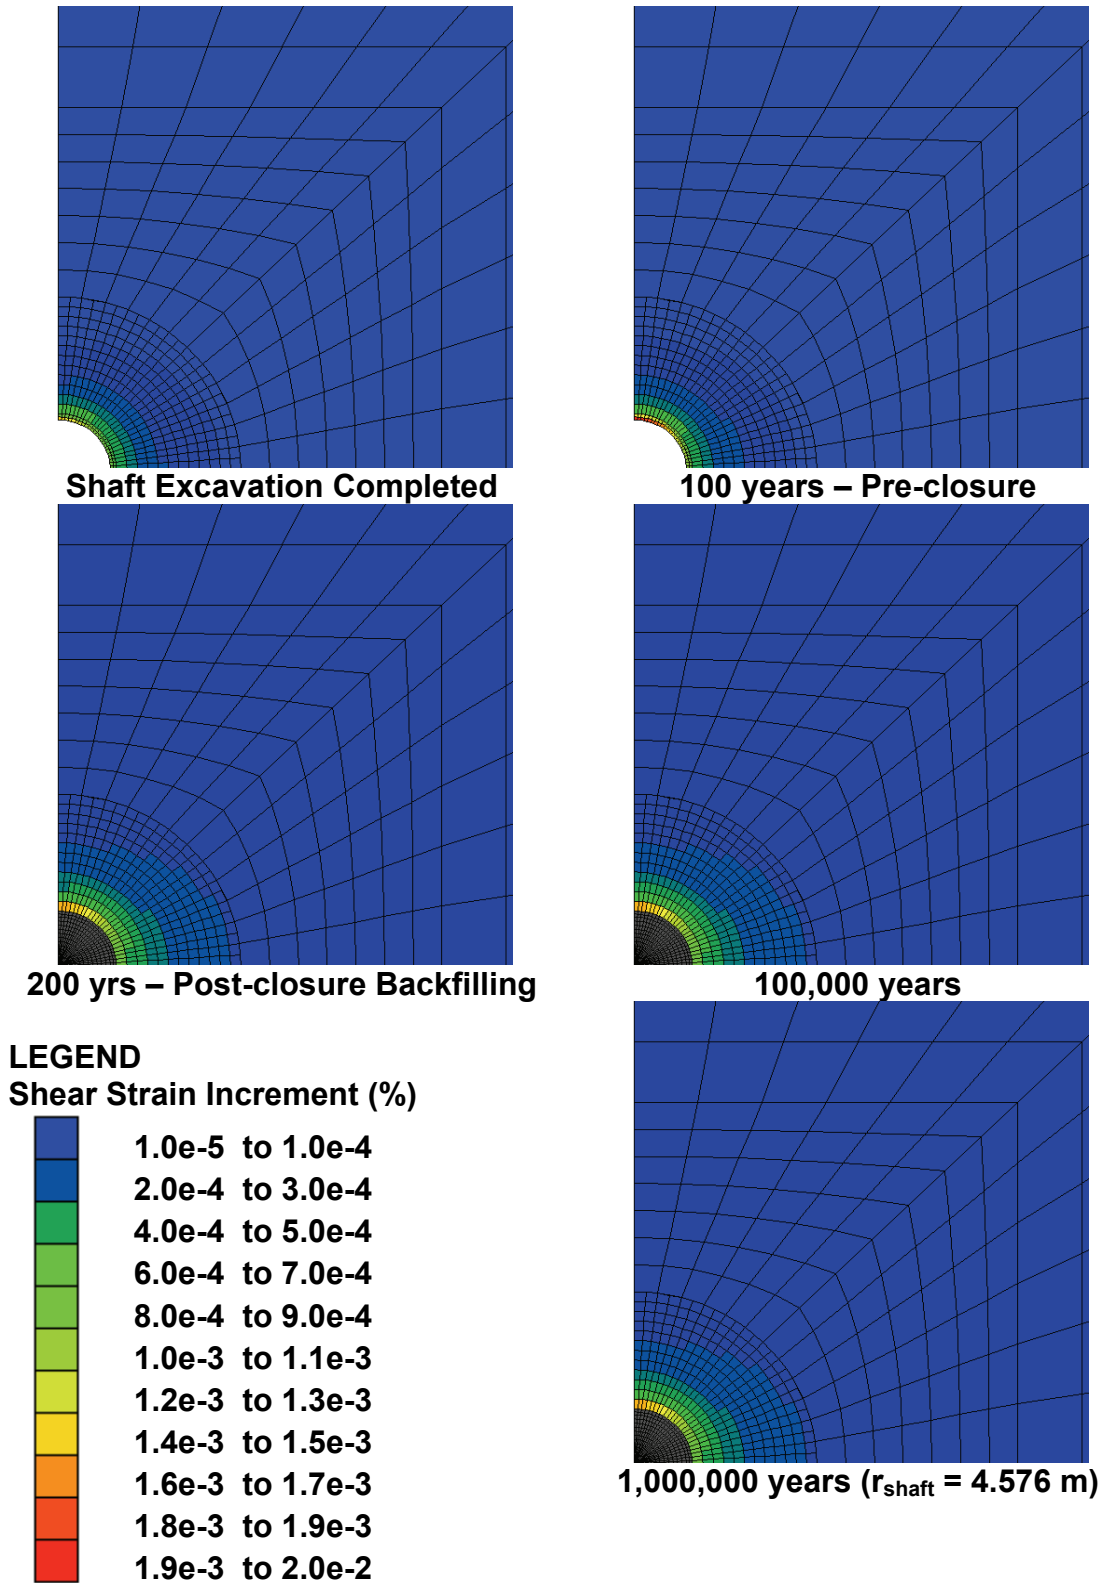 Shaft Excavation Completed
100 years – Pre-closure
200 yrs – Post-closure Backfilling
100,000 years
LEGEND
Shear Strain Increment (%)
1.0e-5 to 1.0e-4
2.0e-4 to 3.0e-4
4.0e-4 to 5.0e-4
6.0e-4 to 7.0e-4
8.0e-4 to 9.0e-4
1.0e-3 to 1.1e-3
1.2e-3 to 1.3e-3
1.4e-3 to 1.5e-3
1.6e-3 to 1.7e-3
1.8e-3 to 1.9e-3
1.9e-3 to 2.0e-2
1,000,000 years (rshaft = 4.576 m)